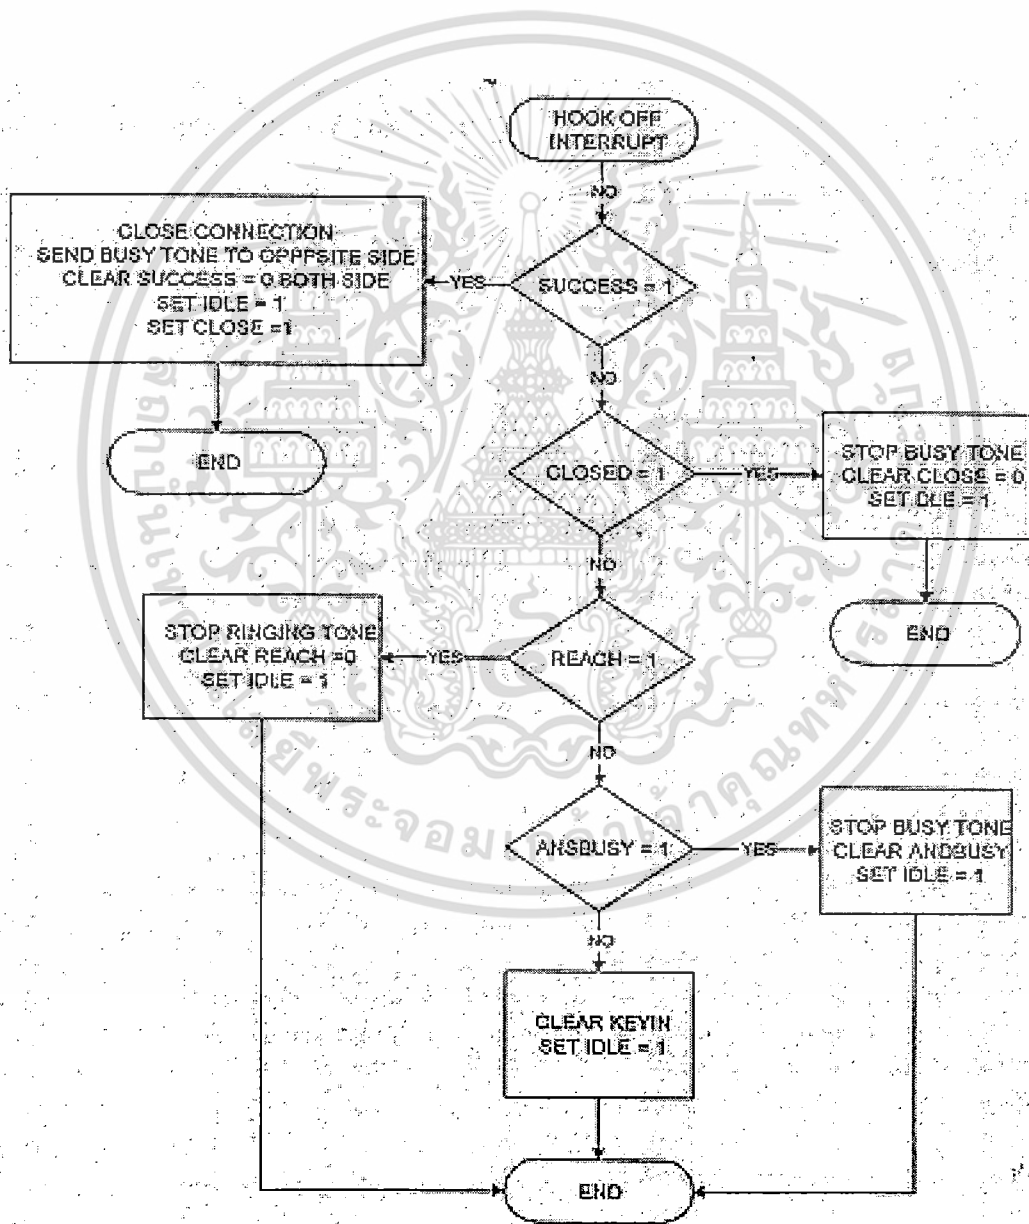 HOOK OFF
INTERRUPT
NO
SUCCESS = 1
YES
CLOSE CONNECTION
SEND BUSY TONE TO OPPPSITE SIDE
CLEAR SUCCESS = 0 BOTH SIDE
SET IDLE = 1
SET CLOSE =1
END
NO
CLOSED = 1
YES
STOP BUSY TONE
CLEAR CLOSE = 0
SET DLE = 1
END
NO
REACH = 1
YES
STOP RINGING TONE
CLEAR REACH =0
SET IDLE = 1
NO
ANSBUSY = 1
YES
STOP BUSY TONE
CLEAR ANDBUSY
SET IDLE = 1
NO
CLEAR KEYIN
SET IDLE = 1
END